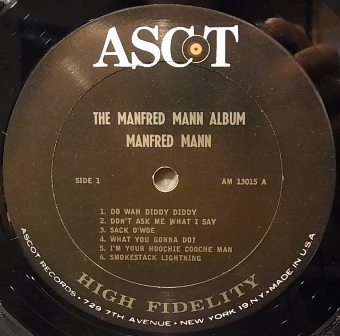 ASCOT
THE MANFRED MANN ALBUM
MANFRED MANN
SIDE 1
AM 13015 A
1. DO WAH DIDDY DIDDY
2. DON'T ASK ME WHAT I SAY
3. SACK O'WOE
4. WHAT YOU GONNA DO?
5. I'M YOUR HOOCHIE COOCHE MAN
6. SMOKESTACK LIGHTNING
HIGH FIDELITY
ASCOT RECORDS • 729 7TH AVENUE • NEW YORK 19, N.Y. • MADE IN U.S.A.